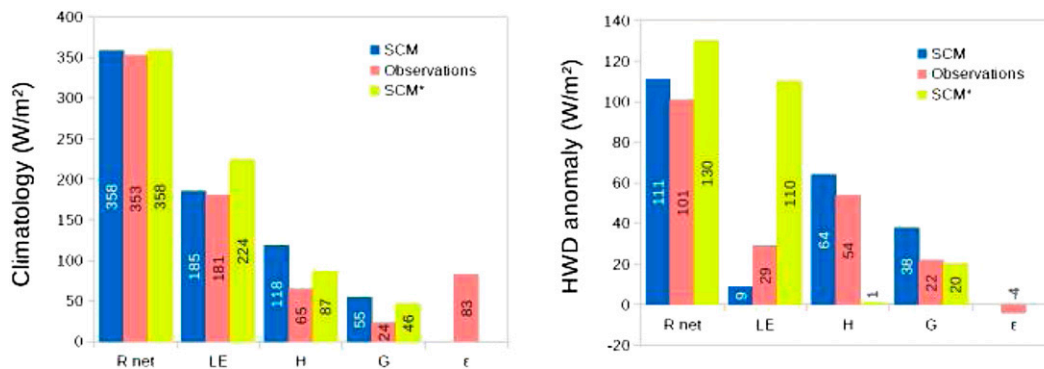 Climatology (W/m²)
400
350
300
250
200
150
100
50
0
SCM
Observations
SCM*
358
353
358
185
181
224
118
65
87
55
24
46
83
R net
LE
H
G
ε
HWD anomaly (W/m²)
140
120
100
80
60
40
20
0
-20
SCM
Observations
SCM*
111
101
130
9
29
110
64
54
1
38
22
20
-4
R net
LE
H
G
ε